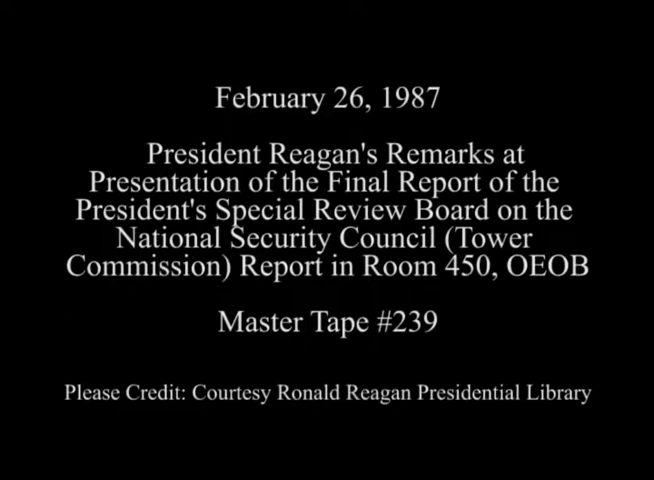 February 26, 1987
President Reagan's Remarks at
Presentation of the Final Report of the
President's Special Review Board on the
National Security Council (Tower
Commission) Report in Room 450, OEOB
Master Tape #239
Please Credit: Courtesy Ronald Reagan Presidential Library